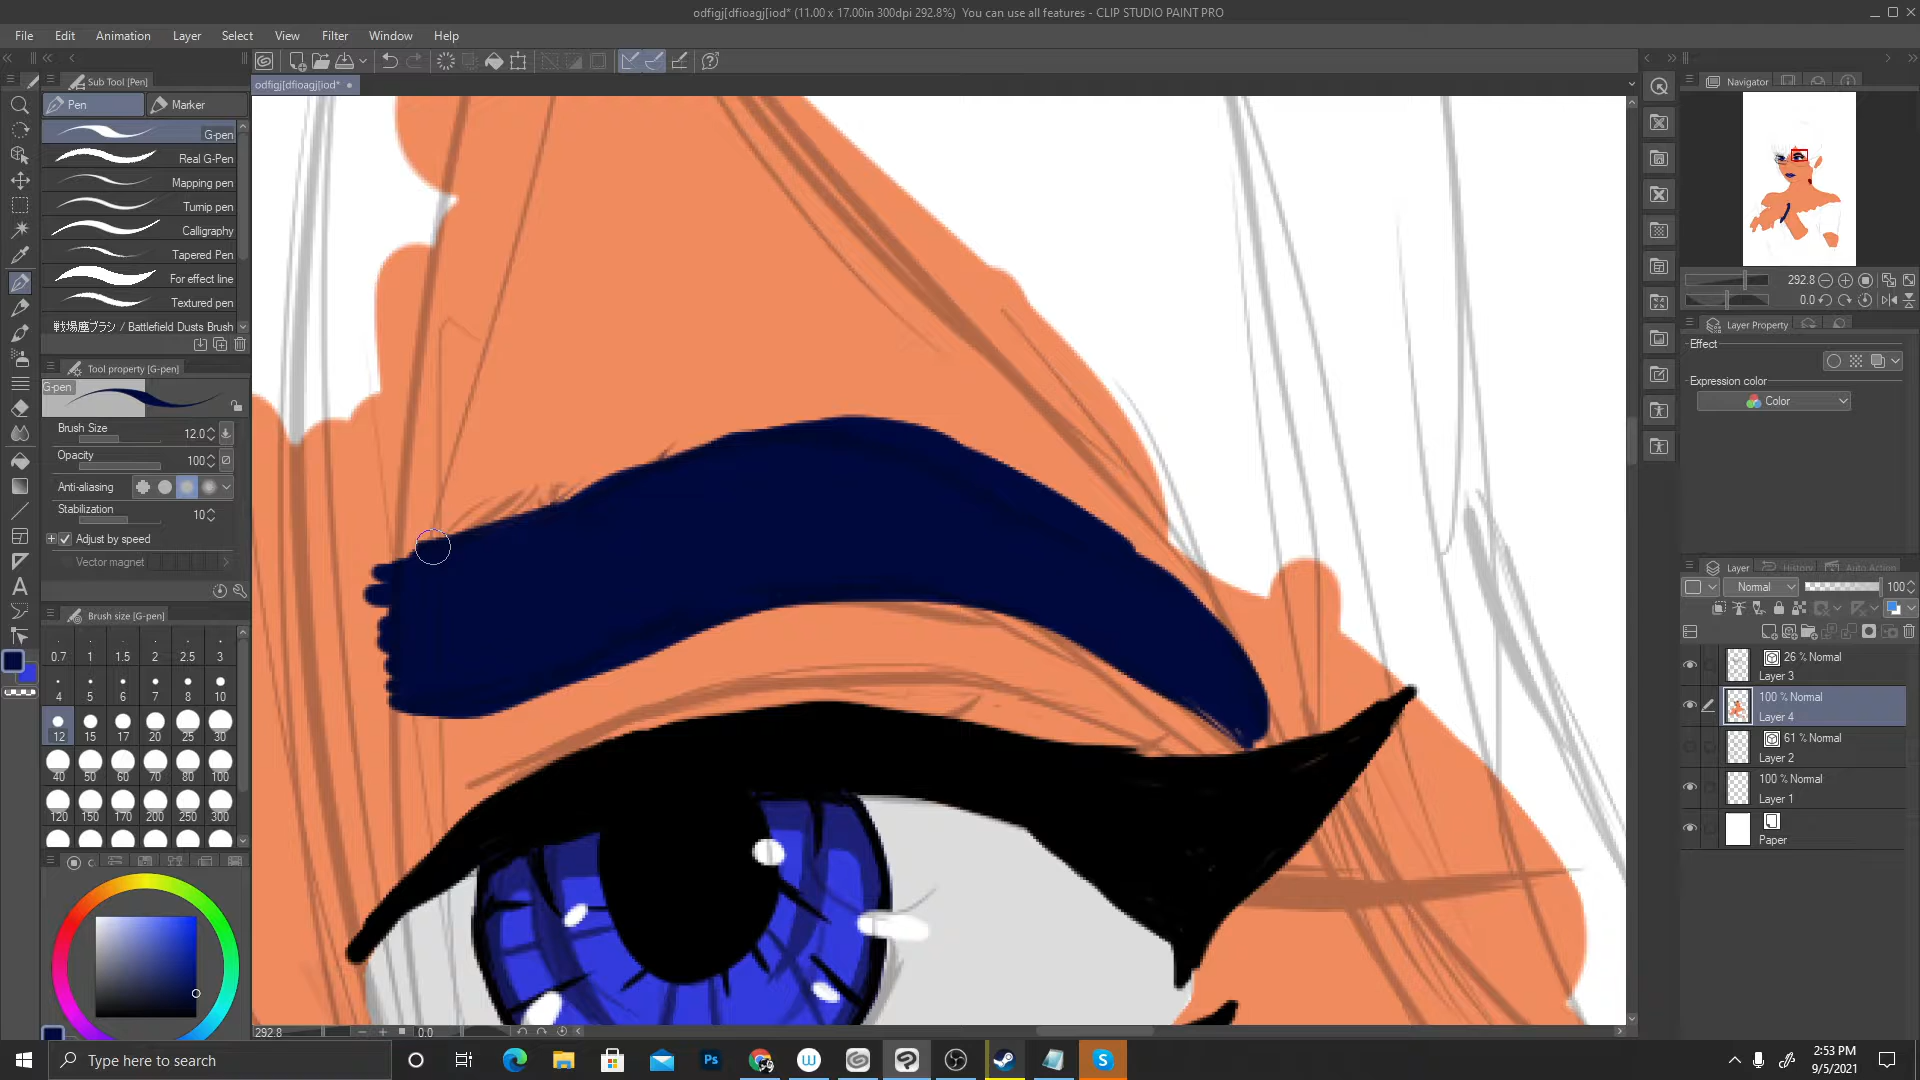 odfigj[dfioagj[iod* (11.00 x 17.00in 300dpi 292.8%) You can use all features - CLIP STUDIO PAINT PRO
File Edit Animation Layer Select View Filter Window Help
Sub Tool [Pen]
odfigj[dfioagj[iod*
Navigator
Pen Marker
G-pen
Real G-Pen
Mapping pen
Turnip pen
Calligraphy
Tapered Pen
For effect line
Textured pen
戦場塵ブラシ / Battlefield Dusts Brush
292.8
0.0
Layer Property
Effect
Expression color
Color
Tool property [G-pen]
G-pen
Brush Size 12.0
Opacity 100
Anti-aliasing
Stabilization 10
Adjust by speed
Vector magnet
Brush size [G-pen]
0.7 1 1.5 2 2.5 3
4 5 6 7 8 10
12 15 17 20 25 30
40 50 60 70 80 100
120 150 170 200 250 300
Layer History Auto Action
Normal 100
26 % Normal
Layer 3
100 % Normal
Layer 4
61 % Normal
Layer 2
100 % Normal
Layer 1
Paper
292.8 0.0
Type here to search
Ps
2:53 PM
9/5/2021